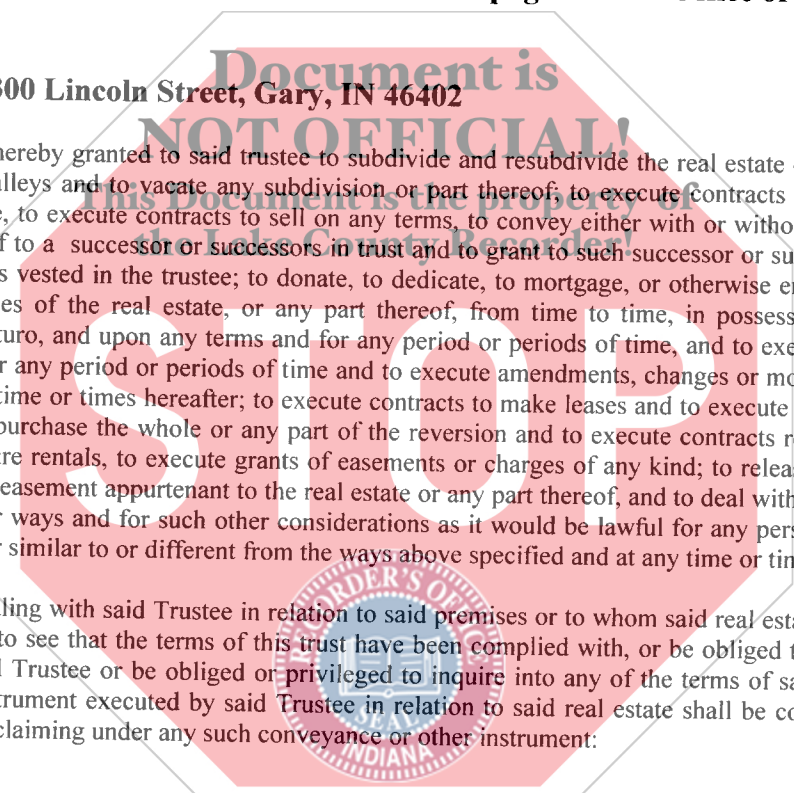 Document is
300 Lincoln Street, Gary, IN 46402
NOT OFFICIAL!
hereby granted to said trustee to subdivide and resubdivide the real estate
alleys and to vacate any subdivision or part thereof; to execute contracts
This Document is the property of
e, to execute contracts to sell on any terms, to convey either with or witho
f to a successor or successors in trust and to grant to such successor or su
the Lake County Recorder!
s vested in the trustee; to donate, to dedicate, to mortgage, or otherwise e
es of the real estate, or any part thereof, from time to time, in possess
turo, and upon any terms and for any period or periods of time, and to exe
r any period or periods of time and to execute amendments, changes or mo
time or times hereafter; to execute contracts to make leases and to execute
STOP
purchase the whole or any part of the reversion and to execute contracts r
re rentals, to execute grants of easements or charges of any kind; to releas
easement appurtenant to the real estate or any part thereof, and to deal with
r ways and for such other considerations as it would be lawful for any pers
r similar to or different from the ways above specified and at any time or tim
ling with said Trustee in relation to said premises or to whom said real esta
to see that the terms of this trust have been complied with, or be obliged t
l Trustee or be obliged or privileged to inquire into any of the terms of sa
trument executed by said Trustee in relation to said real estate shall be co
claiming under any such conveyance or other instrument:
RECORDER'S OFFICE
SEAL
INDIANA